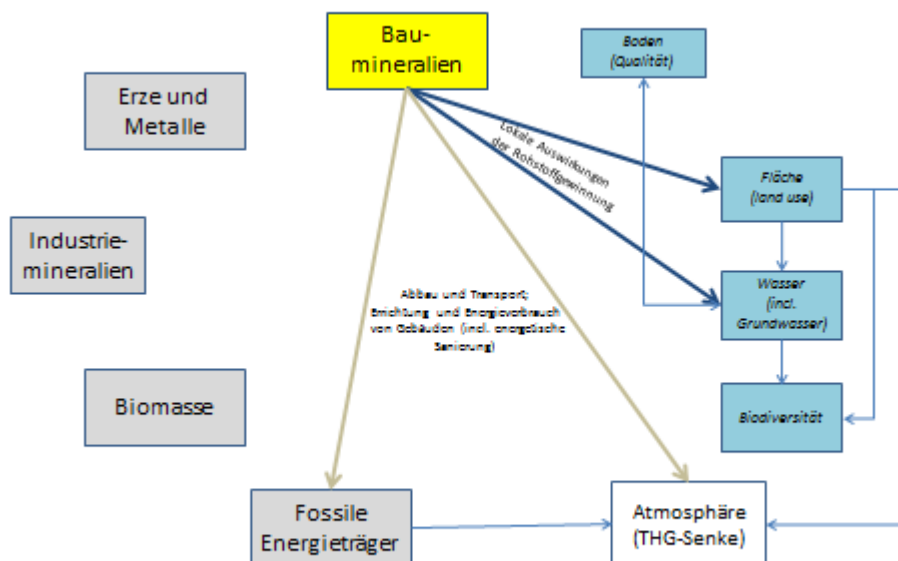 Bau-
mineralien
Boden
(Qualität)
Erze und
Metalle
Lokale Auswirkungen
der Rohstoffgewinnung
Fläche
(land use)
Industrie-
mineralien
Wasser
(incl.
Grundwasser)
Abbau und Transport;
Errichtung und Energieverbrauch
von Gebäuden (incl. energetische
Sanierung)
Biomasse
Biodiversität
Fossile
Energieträger
Atmosphäre
(THG-Senke)